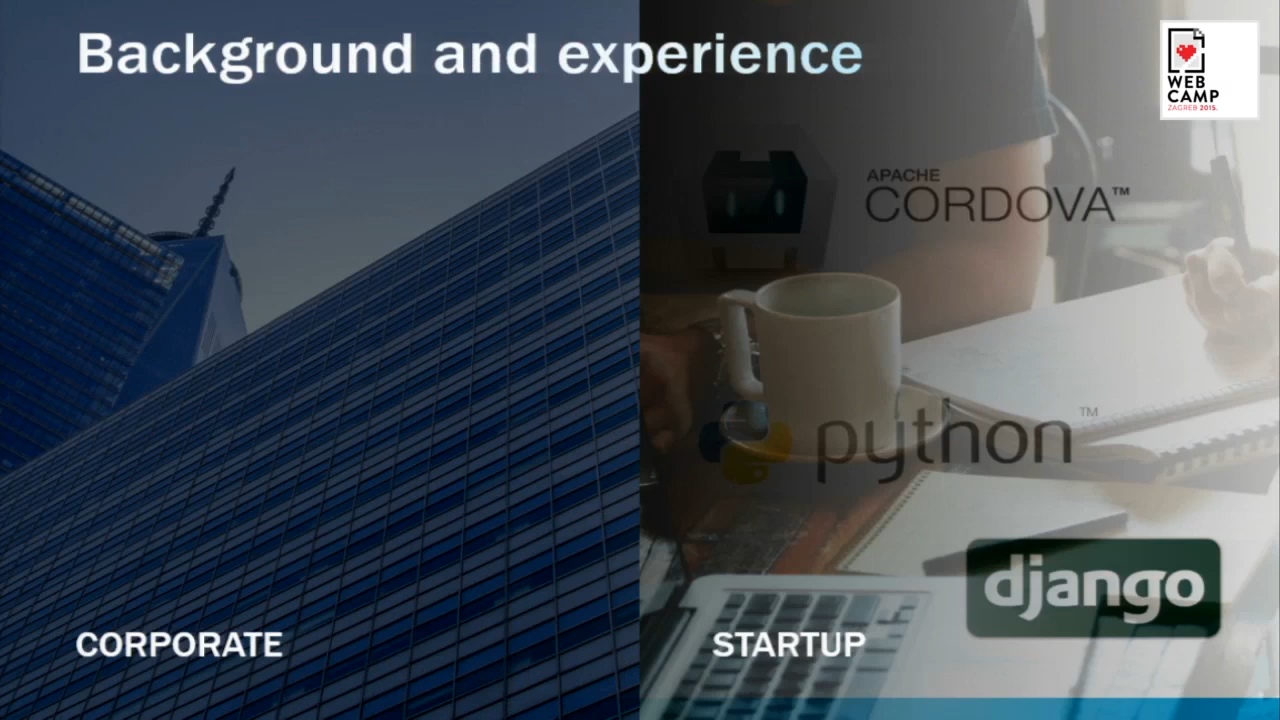 Background and experience
WEB
CAMP
ZAGREB 2015.
APACHE
CORDOVA™
python™
django
CORPORATE
STARTUP